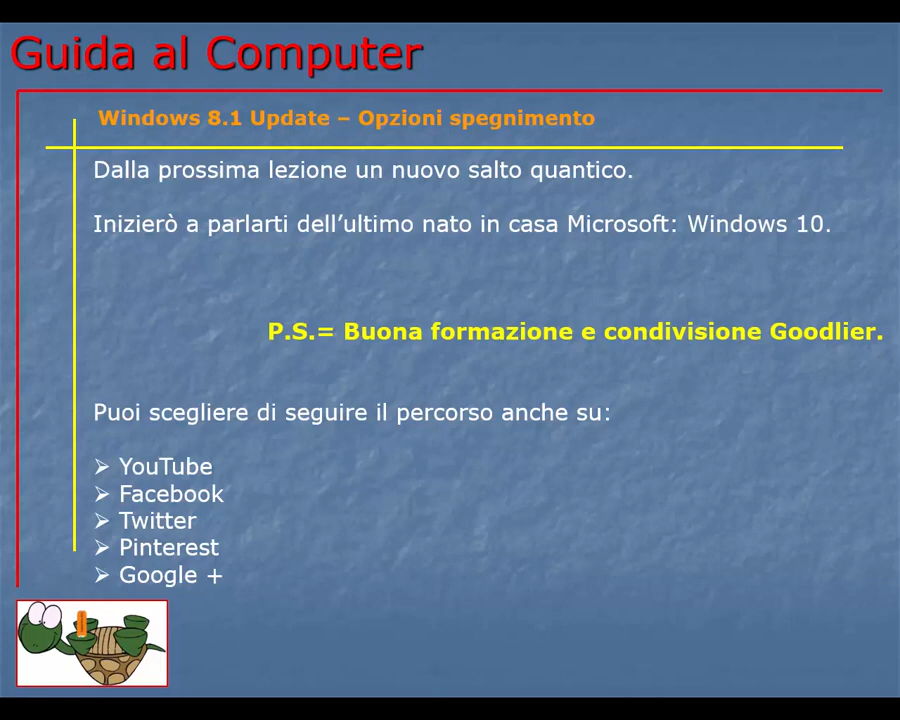 Guida al Computer
Windows 8.1 Update – Opzioni spegnimento
Dalla prossima lezione un nuovo salto quantico.
Inizierò a parlarti dell’ultimo nato in casa Microsoft: Windows 10.
P.S.= Buona formazione e condivisione Goodlier.
Puoi scegliere di seguire il percorso anche su:
➢ YouTube
➢ Facebook
➢ Twitter
➢ Pinterest
➢ Google +